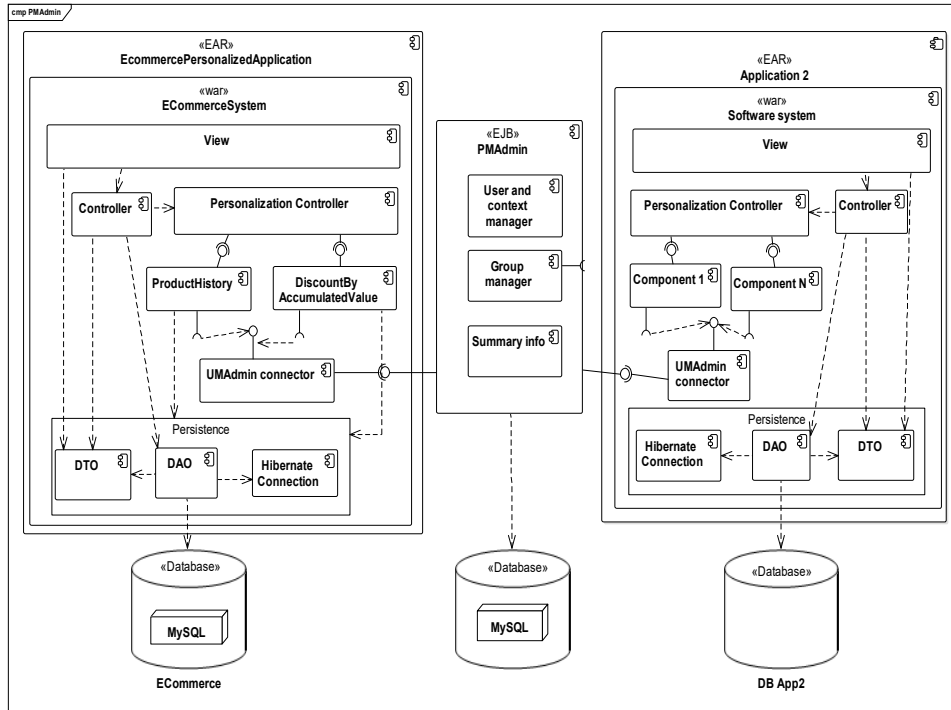 cmp PMAdmin
«EAR»
EcommercePersonalizedApplication
«war»
ECommerceSystem
View
Controller
Personalization Controller
ProductHistory
DiscountBy
AccumulatedValue
UMAdmin connector
Persistence
DTO
DAO
Hibernate
Connection
«Database»
MySQL
ECommerce
«EJB»
PMAdmin
User and
context
manager
Group
manager
Summary info
«Database»
MySQL
«EAR»
Application 2
«war»
Software system
View
Personalization Controller
Controller
Component 1
Component N
UMAdmin
connector
Persistence
Hibernate
Connection
DAO
DTO
«Database»
DB App2